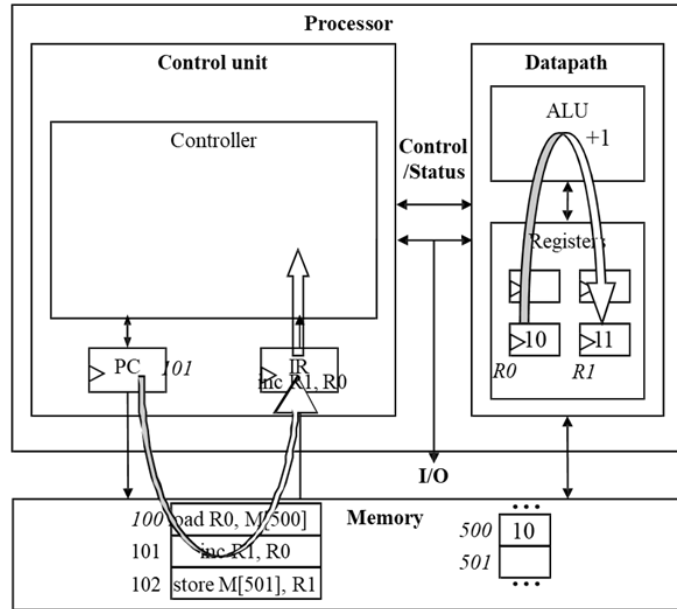 Processor
Control unit
Datapath
Controller
ALU
+1
Control
/Status
Registers
10
11
R0
R1
PC
101
IR
inc R1, R0
I/O
Memory
100 load R0, M[500]
101 inc R1, R0
102 store M[501], R1
...
500 10
501
...